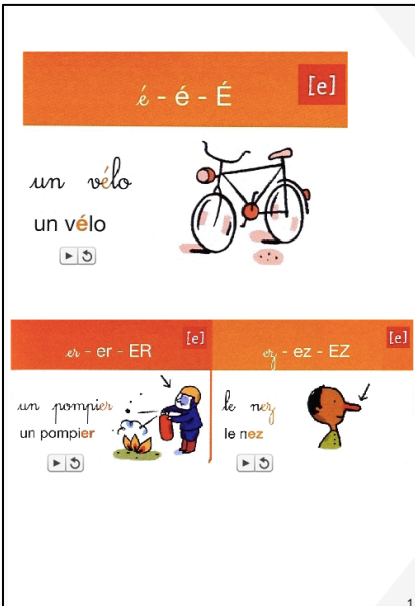 é - é - É [e]
un vélo
un vélo
er - er - ER [e]
un pompier
un pompier
ez - ez - EZ [e]
le nez
le nez
1